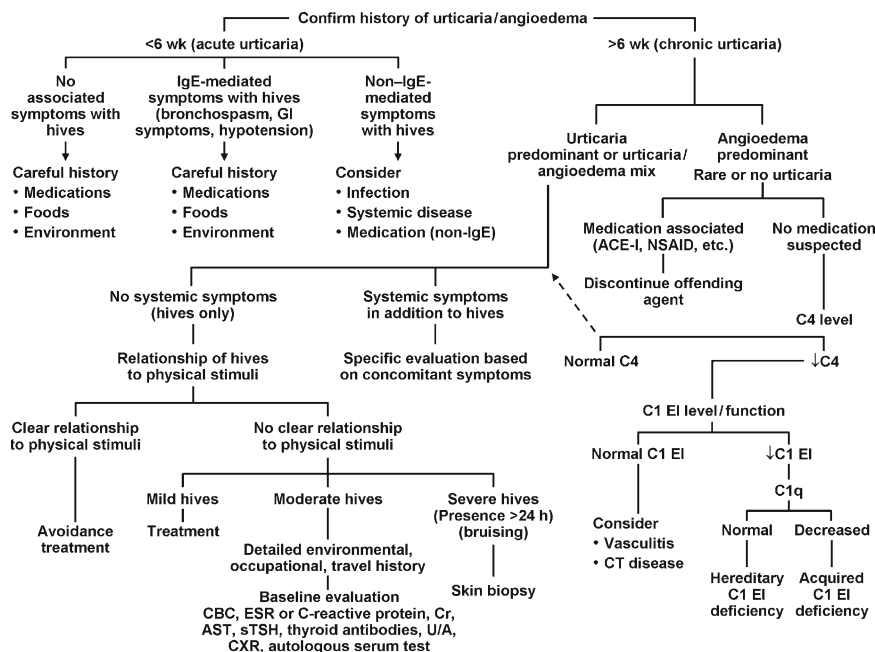 Confirm history of urticaria/angioedema
<6 wk (acute urticaria)
>6 wk (chronic urticaria)
No
associated
symptoms with
hives
Careful history
• Medications
• Foods
• Environment
IgE-mediated
symptoms with hives
(bronchospasm, GI
symptoms, hypotension)
Careful history
• Medications
• Foods
• Environment
Non–IgE-
mediated
symptoms
with hives
Consider
• Infection
• Systemic disease
• Medication (non-IgE)
Urticaria
predominant or urticaria/
angioedema mix
Angioedema
predominant
Rare or no urticaria
Medication associated
(ACE-I, NSAID, etc.)
Discontinue offending
agent
No medication
suspected
C4 level
No systemic symptoms
(hives only)
Systemic symptoms
in addition to hives
Relationship of hives
to physical stimuli
Specific evaluation based
on concomitant symptoms
Normal C4
↓C4
Clear relationship
to physical stimuli
Avoidance
treatment
No clear relationship
to physical stimuli
Mild hives
Treatment
Moderate hives
Detailed environmental,
occupational, travel history
Baseline evaluation
CBC, ESR or C-reactive protein, Cr,
AST, sTSH, thyroid antibodies, U/A,
CXR, autologous serum test
Severe hives
(Presence >24 h)
(bruising)
Skin biopsy
C1 EI level/function
Normal C1 EI
Consider
• Vasculitis
• CT disease
↓C1 EI
C1q
Normal
Hereditary
C1 EI
deficiency
Decreased
Acquired
C1 EI
deficiency